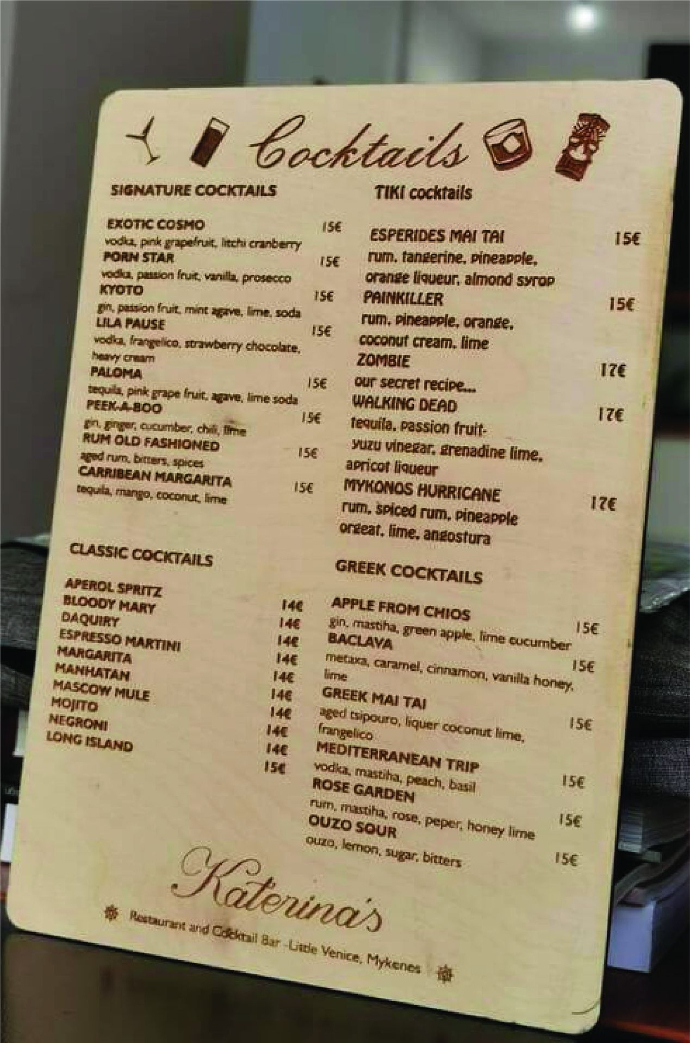 Cocktails
SIGNATURE COCKTAILS
EXOTIC COSMO 15€
vodka, pink grapefruit, litchi cranberry
PORN STAR 15€
vodka, passion fruit, vanilla, prosecco
KYOTO 15€
gin, passion fruit, mint agave, lime, soda
LILA PAUSE 15€
vodka, frangelico, strawberry chocolate,
heavy cream
PALOMA 15€
tequila, pink grape fruit, agave, lime soda
PEEK-A-BOO 15€
gin, ginger, cucumber, chili, lime
RUM OLD FASHIONED 15€
aged rum, bitters, spices
CARRIBEAN MARGARITA 15€
tequila, mango, coconut, lime
CLASSIC COCKTAILS
APEROL SPRITZ 14€
BLOODY MARY 14€
DAQUIRY 14€
ESPRESSO MARTINI 14€
MARGARITA 14€
MANHATAN 14€
MASCOW MULE 14€
MOJITO 14€
NEGRONI
LONG ISLAND 15€
TIKI cocktails
ESPERIDES MAI TAI 15€
rum, tangerine, pineapple,
orange liqueur, almond syrop
PAINKILLER 15€
rum, pineapple, orange,
coconut cream, lime
ZOMBIE 17€
our secret recipe...
WALKING DEAD 17€
tequila, passion fruit-
yuzu vinegar, grenadine lime,
apricot liqueur
MYKONOS HURRICANE 17€
rum, spiced rum, pineapple
orgeat, lime, angostura
GREEK COCKTAILS
APPLE FROM CHIOS 15€
gin, mastiha, green apple, lime cucumber
BACLAVA 15€
metaxa, caramel, cinnamon, vanilla honey,
lime
GREEK MAI TAI 15€
aged tsipouro, liquer coconut lime,
frangelico
MEDITERRANEAN TRIP 15€
vodka, mastiha, peach, basil
ROSE GARDEN 15€
rum, mastiha, rose, peper, honey lime
OUZO SOUR 15€
ouzo, lemon, sugar, bitters
Katerina's
Restaurant and Cocktail Bar -Little Venice, Mykenes